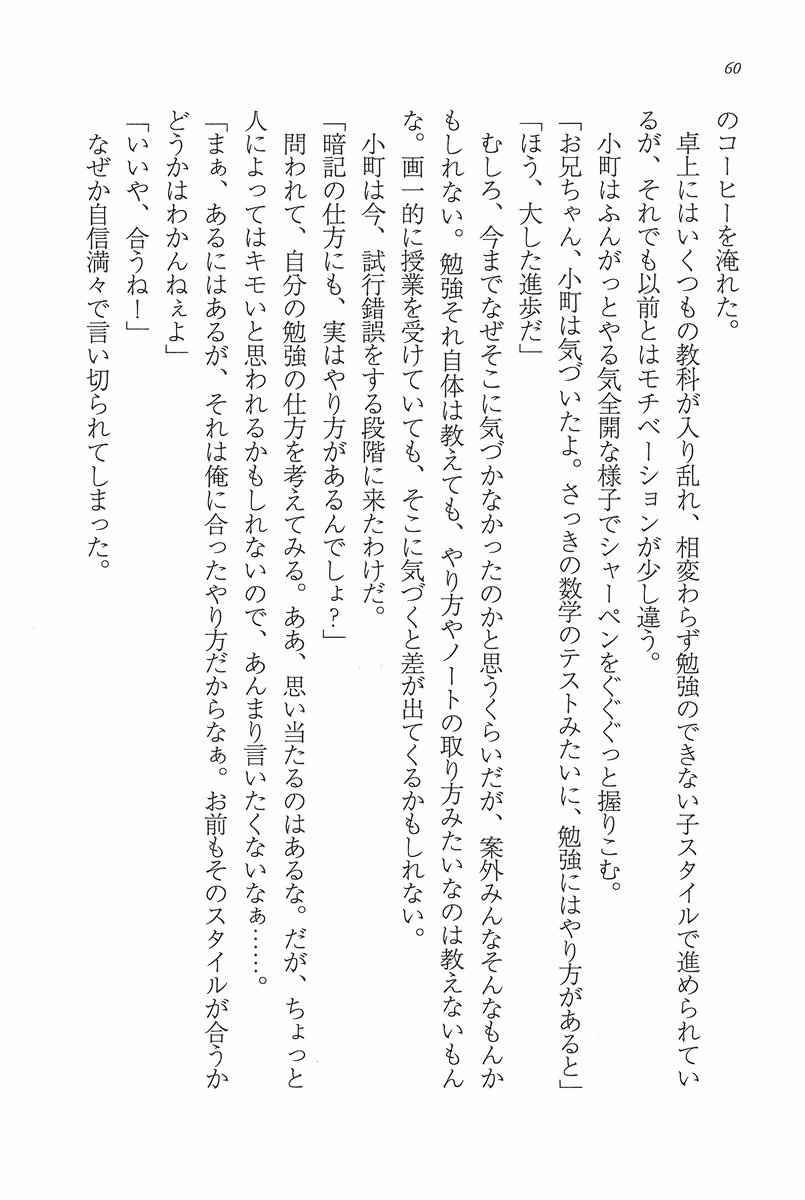 60
のコーヒーを淹れた。
卓上にはいくつもの教科が入り乱れ、相変わらず勉強のできない子スタイルで進められてい
るが、それでも以前とはモチベーションが少し違う。
小町はふんがっとやる気全開な様子でシャーペンをぐぐぐっと握りこむ。
「お兄ちゃん、小町は気づいたよ。さっきの数学のテストみたいに、勉強にはやり方があると」
「ほう、大した進歩だ」
むしろ、今までなぜそこに気づかなかったのかと思うくらいだが、案外みんなそんなもんか
もしれない。勉強それ自体は教えても、やり方やノートの取り方みたいなのは教えないもん
な。画一的に授業を受けていても、そこに気づくと差が出てくるかもしれない。
小町は今、試行錯誤をする段階に来たわけだ。
「暗記の仕方にも、実はやり方があるんでしょ？」
問われて、自分の勉強の仕方を考えてみる。ああ、思い当たるのはあるな。だが、ちょっと
人によってはキモいと思われるかもしれないので、あんまり言いたくないなぁ……。
「まぁ、あるにはあるが、それは俺に合ったやり方だからなぁ。お前もそのスタイルが合うか
どうかはわかんねぇよ」
「いいや、合うね！」
なぜか自信満々で言い切られてしまった。